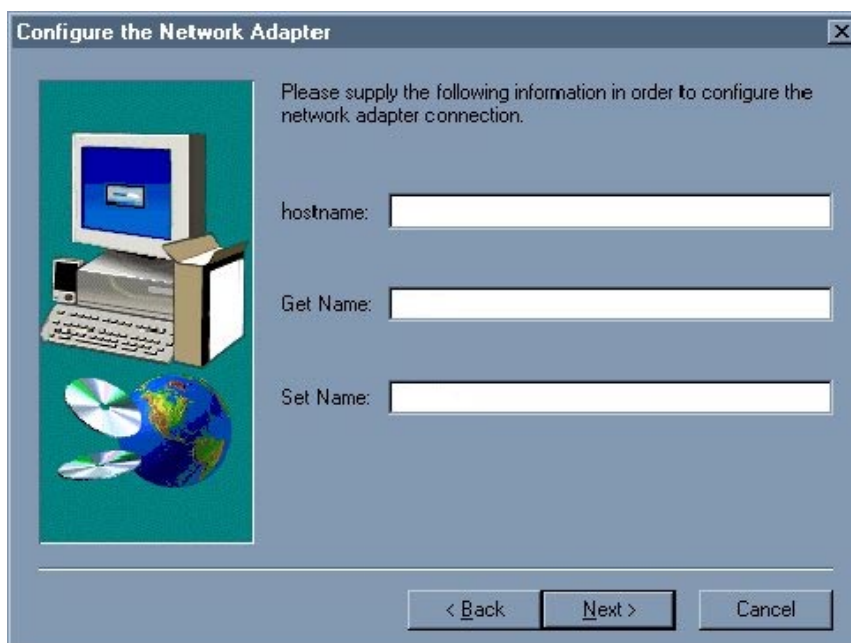 Configure the Network Adapter
Please supply the following information in order to configure the
network adapter connection.
hostname:
Get Name:
Set Name:
< Back
Next >
Cancel